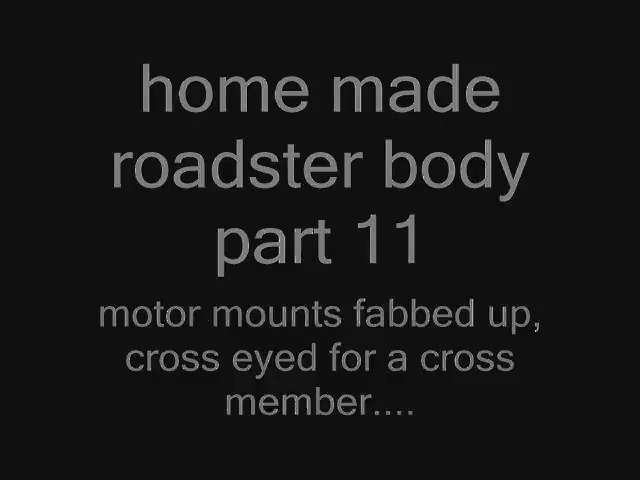 home made
roadster body
part 11
motor mounts fabbed up,
cross eyed for a cross
member....